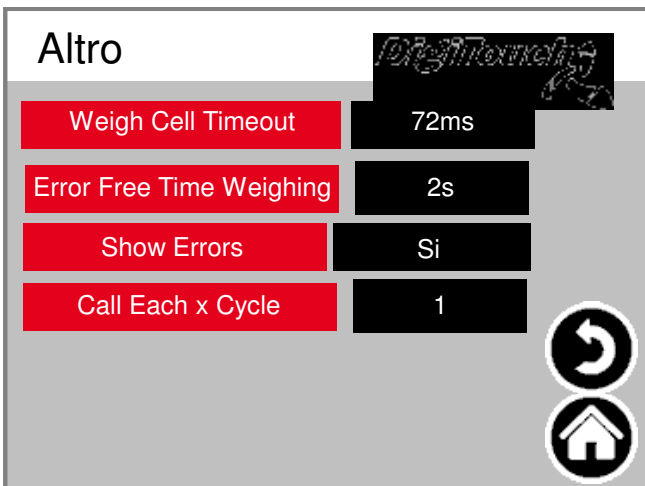 Altro
DigiTouch
Weigh Cell Timeout 72ms
Error Free Time Weighing 2s
Show Errors Si
Call Each x Cycle 1